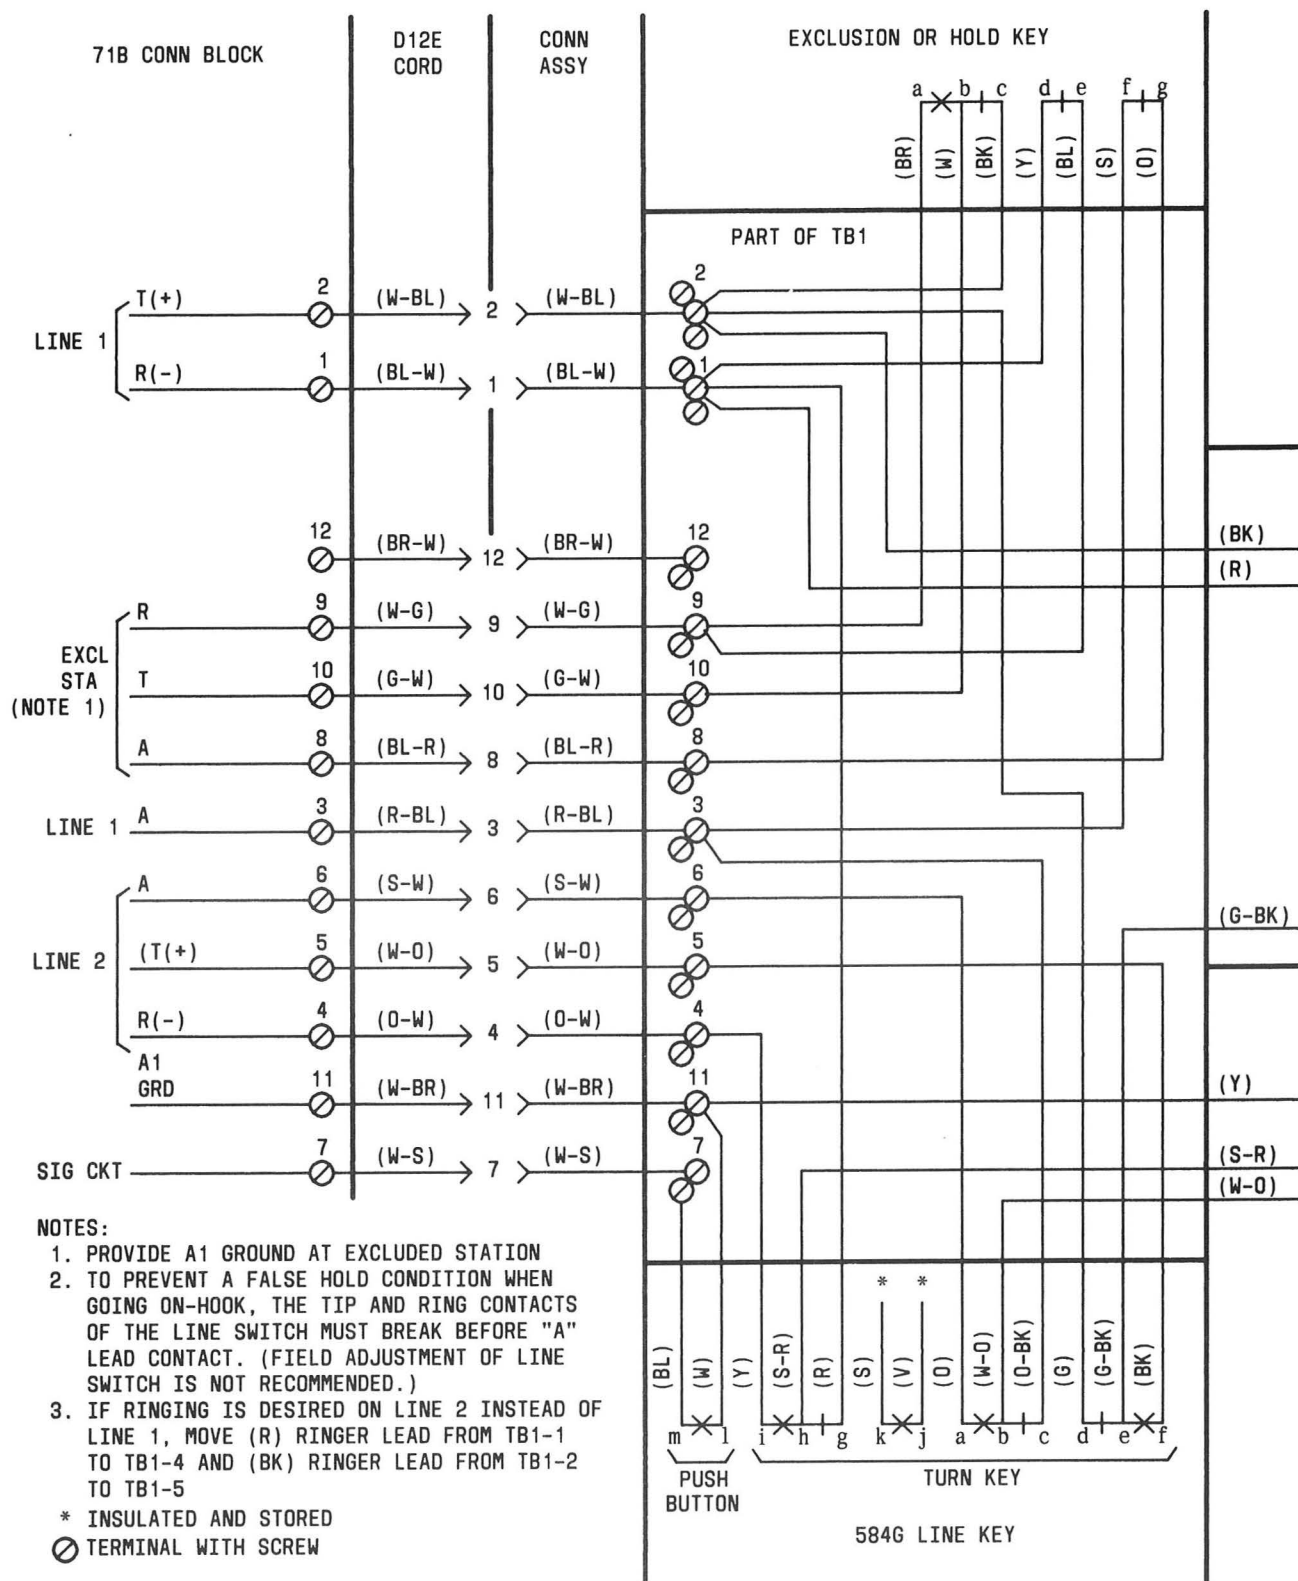 71B CONN BLOCK
D12E
CORD
CONN
ASSY
EXCLUSION OR HOLD KEY
a b c d e f g
(BR) (W) (BK) (Y) (BL) (S) (O)
PART OF TB1
LINE 1
T(+) 2 (W-BL) 2 (W-BL) 2
R(-) 1 (BL-W) 1 (BL-W) 1
12 (BR-W) 12 (BR-W) 12
(BK)
(R)
EXCL
STA
(NOTE 1)
R 9 (W-G) 9 (W-G) 9
T 10 (G-W) 10 (G-W) 10
A 8 (BL-R) 8 (BL-R) 8
LINE 1 A 3 (R-BL) 3 (R-BL) 3
LINE 2
A 6 (S-W) 6 (S-W) 6
(G-BK)
(T(+) 5 (W-O) 5 (W-O) 5
R(-) 4 (O-W) 4 (O-W) 4
A1
GRD 11 (W-BR) 11 (W-BR) 11 (Y)
SIG CKT 7 (W-S) 7 (W-S) 7 (S-R)
(W-O)
NOTES:
1. PROVIDE A1 GROUND AT EXCLUDED STATION
2. TO PREVENT A FALSE HOLD CONDITION WHEN
GOING ON-HOOK, THE TIP AND RING CONTACTS
OF THE LINE SWITCH MUST BREAK BEFORE "A"
LEAD CONTACT. (FIELD ADJUSTMENT OF LINE
SWITCH IS NOT RECOMMENDED.)
3. IF RINGING IS DESIRED ON LINE 2 INSTEAD OF
LINE 1, MOVE (R) RINGER LEAD FROM TB1-1
TO TB1-4 AND (BK) RINGER LEAD FROM TB1-2
TO TB1-5
* INSULATED AND STORED
TERMINAL WITH SCREW
* *
(BL) (W) (Y) (S-R) (R) (S) (V) (O) (W-O) (O-BK) (G) (G-BK) (BK)
m l i h g k j a b c d e f
PUSH
BUTTON
TURN KEY
584G LINE KEY